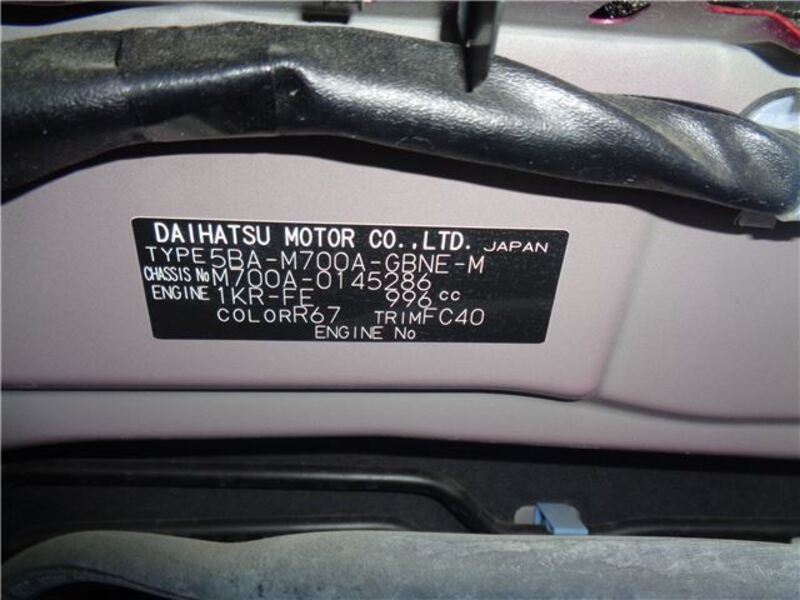 DAIHATSU MOTOR CO.,LTD. JAPAN
TYPE 5BA-M700A-GBNE-M
CHASSIS No M700A-0145286
ENGINE 1KR-FE 996 cc
COLOR R67 TRIM FC40
ENGINE No